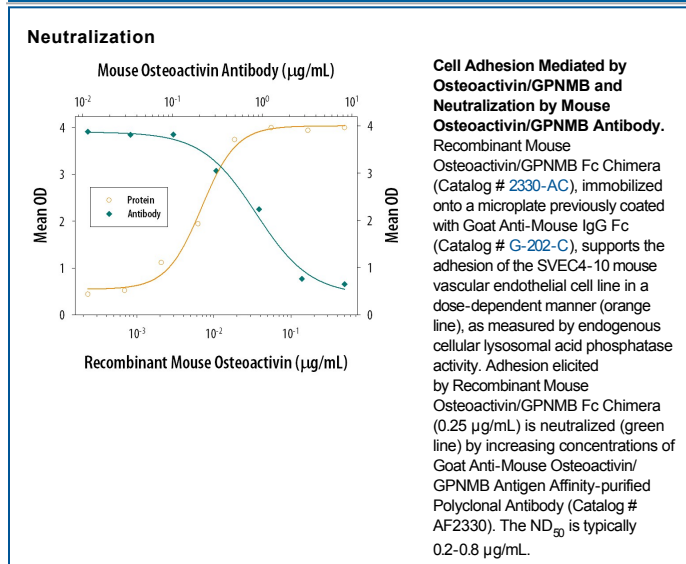 Neutralization
Mouse Osteoactivin Antibody (µg/mL)
10⁻² 10⁻¹ 10⁰ 10¹
4 4
3 3
2 2
1 1
0 0
Mean OD
Mean OD
Protein
Antibody
10⁻³ 10⁻² 10⁻¹
Recombinant Mouse Osteoactivin (µg/mL)
Cell Adhesion Mediated by
Osteoactivin/GPNMB and
Neutralization by Mouse
Osteoactivin/GPNMB Antibody.
Recombinant Mouse
Osteoactivin/GPNMB Fc Chimera
(Catalog # 2330-AC), immobilized
onto a microplate previously coated
with Goat Anti-Mouse IgG Fc
(Catalog # G-202-C), supports the
adhesion of the SVEC4-10 mouse
vascular endothelial cell line in a
dose-dependent manner (orange
line), as measured by endogenous
cellular lysosomal acid phosphatase
activity. Adhesion elicited
by Recombinant Mouse
Osteoactivin/GPNMB Fc Chimera
(0.25 µg/mL) is neutralized (green
line) by increasing concentrations of
Goat Anti-Mouse Osteoactivin/
GPNMB Antigen Affinity-purified
Polyclonal Antibody (Catalog #
AF2330). The ND₅₀ is typically
0.2-0.8 µg/mL.